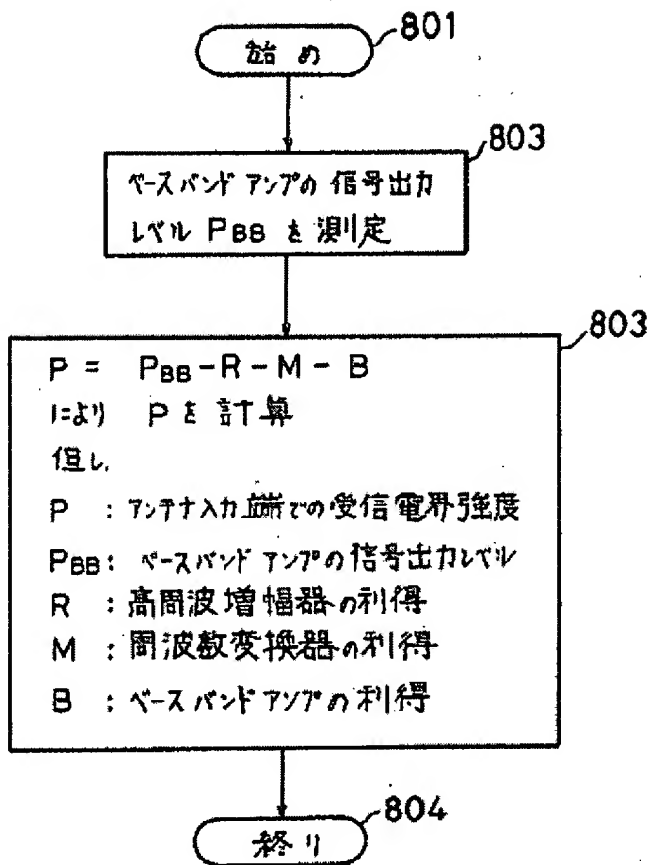 801
始め
803
ベースバンド アンプの 信号出力
レベル PBB を 測定
803
P = PBB-R-M-B
により P を 計算
但し、
P : アンテナ入力端での受信電界強度
PBB: ベースバンド アンプの信号出力レベル
R : 高周波増幅器の利得
M : 周波数変換器の利得
B : ベースバンド アンプの利得
804
終り